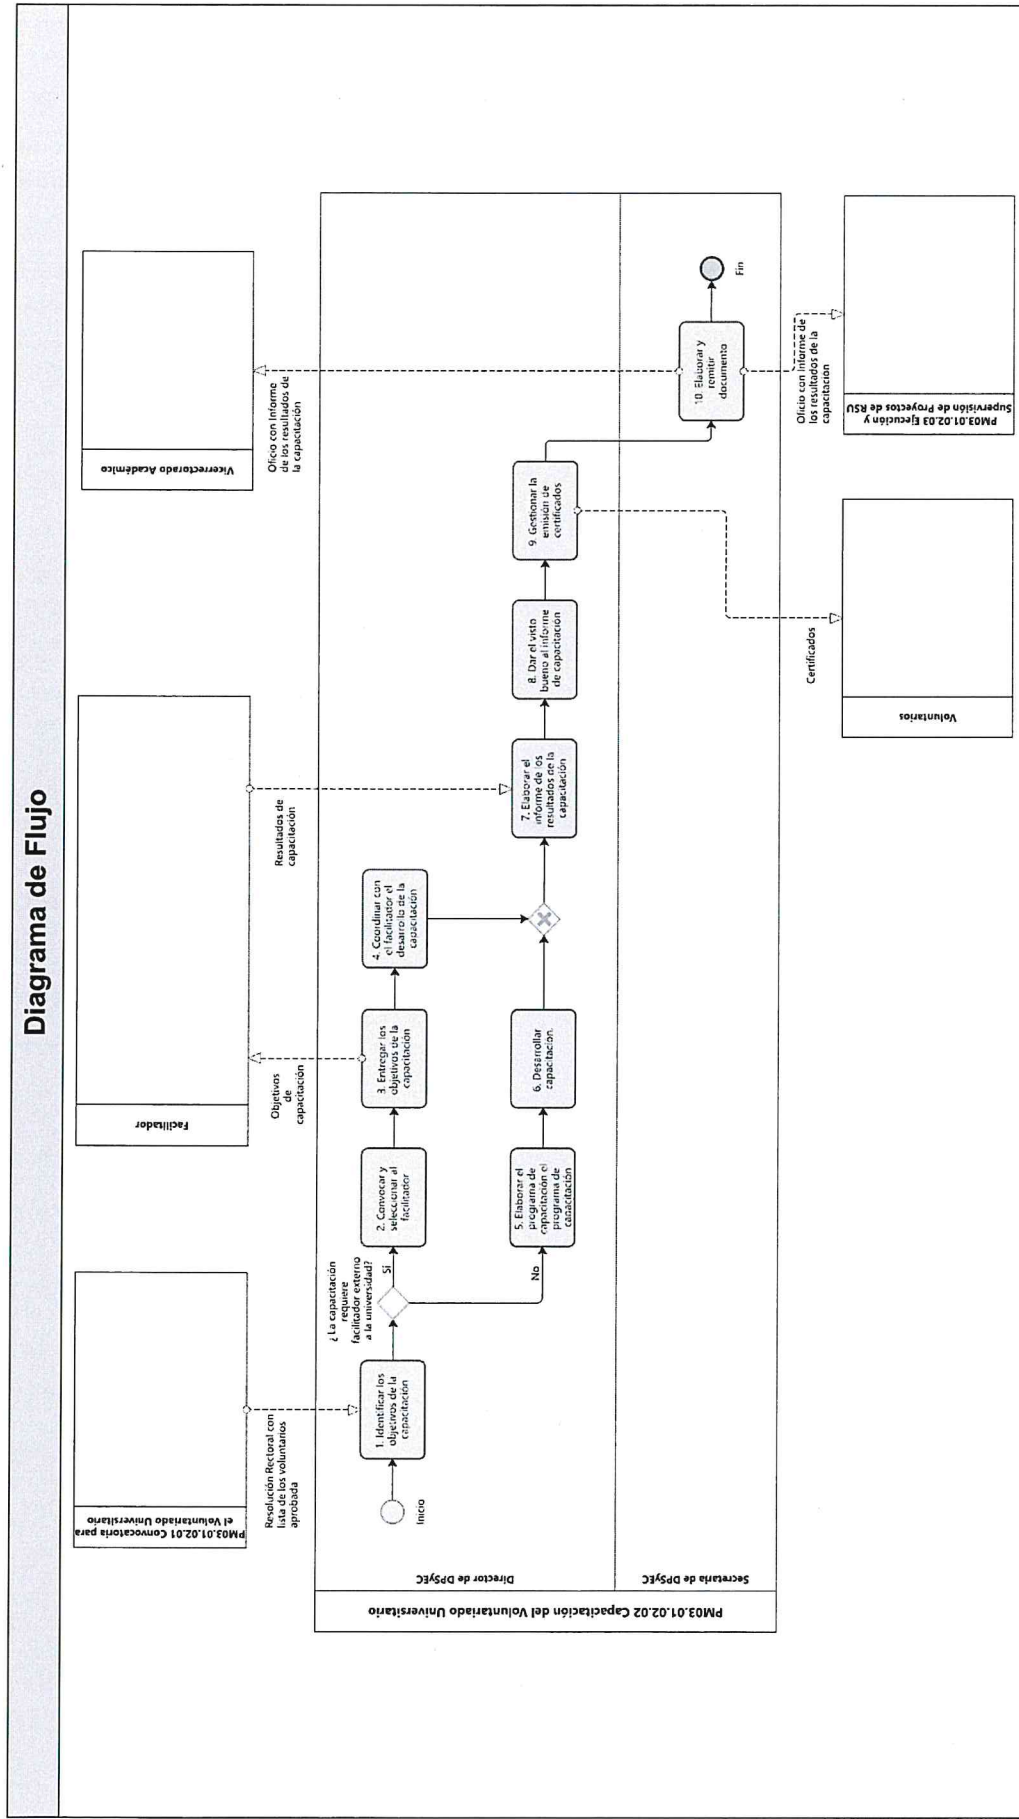 Diagrama de Flujo
PM03.01.02.01 Convocatoria para
el Voluntariado Universitario
Facilitador
Vicerrectorado Académico
Resolución Rectoral con
lista de los voluntarios
aprobada
Objetivos
de
capacitación
Resultados de
capacitación
Oficio con Informe
de los resultados de
la capacitación
PM03.01.02.02 Capacitación del Voluntariado Universitario
Director de DPSyEC
Inicio
1. Identificar los
objetivos de la
capacitación
¿La capacitación
requiere
facilitador externo
a la universidad?
Sí
2. Convocar y
seleccionar al
facilitador
3. Entregar los
objetivos de la
capacitación
4. Coordinar con
el facilitador el
desarrollo de la
capacitación
No
5. Elaborar el
programa de
capacitación el
programa de
capacitación
6. Desarrollar
capacitacion.
7. Elaborar el
informe de los
resultados de la
capacitación
8. Dar el visto
bueno al informe
de capacitación
9. Gestionar la
emisión de
certificados
Secretaria de DPSyEC
10. Elaborar y
remitir
documento
Fin
Certificados
Oficio con Informe de
los resultados de la
capacitación
Voluntarios
PM03.01.02.03 Ejecución y
Supervisión de Proyectos de RSU